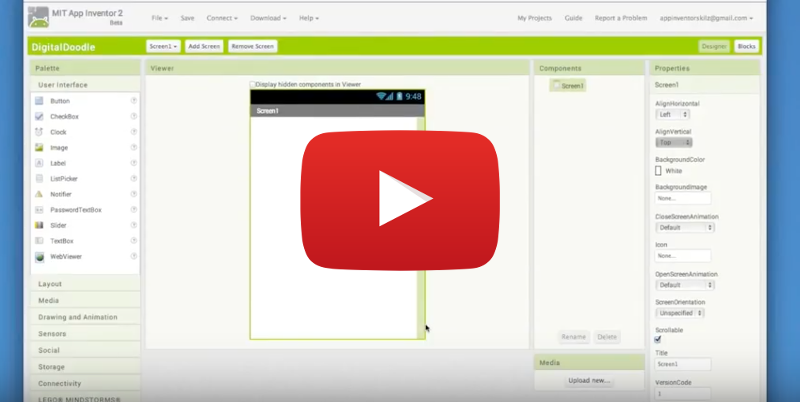 MIT App Inventor 2
Beta
File Save Connect Download Help
My Projects Guide Report a Problem appinventorskilz@gmail.com
DigitalDoodle
Screen1 Add Screen Remove Screen
Designer Blocks
Palette
User Interface
Button ?
CheckBox ?
Clock ?
Image ?
Label ?
ListPicker ?
Notifier ?
PasswordTextBox ?
Slider ?
TextBox ?
WebViewer ?
Layout
Media
Drawing and Animation
Sensors
Social
Storage
Connectivity
LEGO® MINDSTORMS®
Viewer
Display hidden components in Viewer
9:48
Screen1
Components
Screen1
Rename Delete
Media
Upload new...
Properties
Screen1
AlignHorizontal
Left
AlignVertical
Top
BackgroundColor
White
BackgroundImage
None...
CloseScreenAnimation
Default
Icon
None...
OpenScreenAnimation
Default
ScreenOrientation
Unspecified
Scrollable
Title
Screen1
VersionCode
1